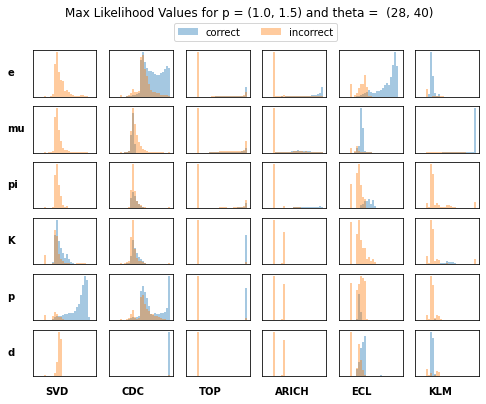 Max Likelihood Values for p = (1.0, 1.5) and theta =  (28, 40)
correct incorrect
e
mu
pi
K
p
d
SVD CDC TOP ARICH ECL KLM